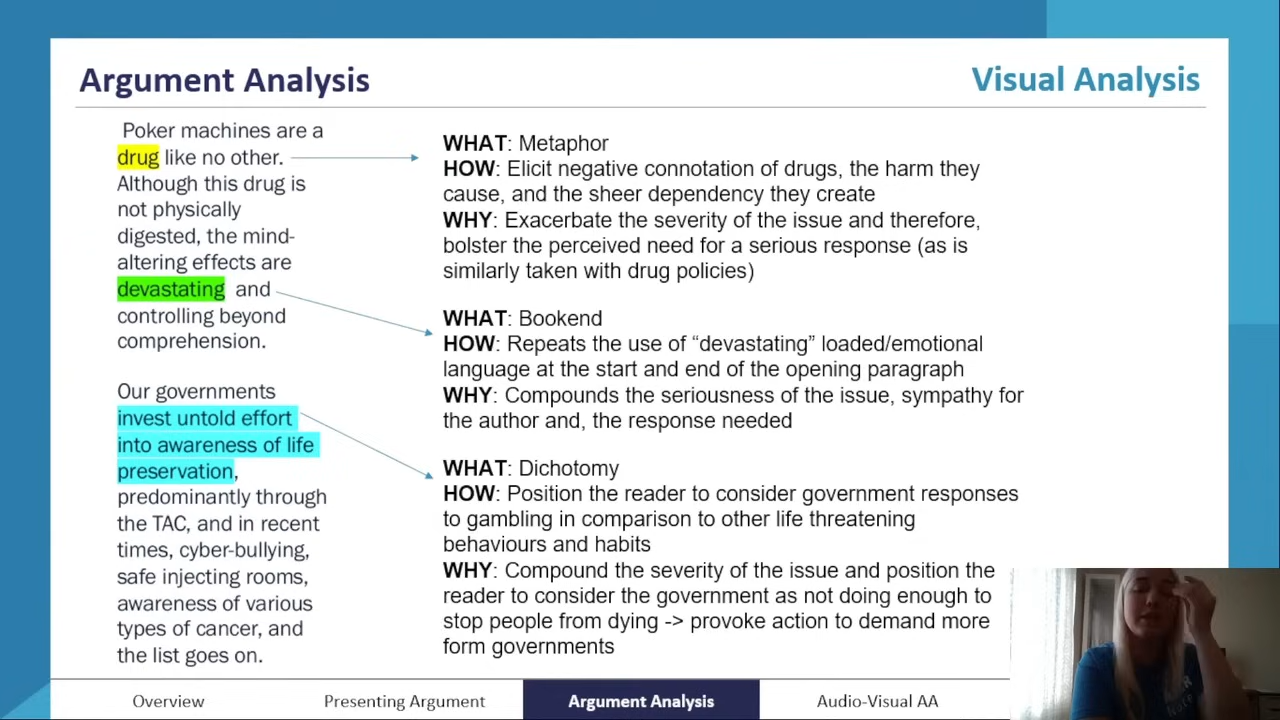 Argument Analysis
Visual Analysis
Poker machines are a
drug like no other.
Although this drug is
not physically
digested, the mind-
altering effects are
devastating and
controlling beyond
comprehension.
Our governments
invest untold effort
into awareness of life
preservation,
predominantly through
the TAC, and in recent
times, cyber-bullying,
safe injecting rooms,
awareness of various
types of cancer, and
the list goes on.
WHAT: Metaphor
HOW: Elicit negative connotation of drugs, the harm they
cause, and the sheer dependency they create
WHY: Exacerbate the severity of the issue and therefore,
bolster the perceived need for a serious response (as is
similarly taken with drug policies)
WHAT: Bookend
HOW: Repeats the use of “devastating” loaded/emotional
language at the start and end of the opening paragraph
WHY: Compounds the seriousness of the issue, sympathy for
the author and, the response needed
WHAT: Dichotomy
HOW: Position the reader to consider government responses
to gambling in comparison to other life threatening
behaviours and habits
WHY: Compound the severity of the issue and position the
reader to consider the government as not doing enough to
stop people from dying -> provoke action to demand more
form governments
Overview
Presenting Argument
Argument Analysis
Audio-Visual AA